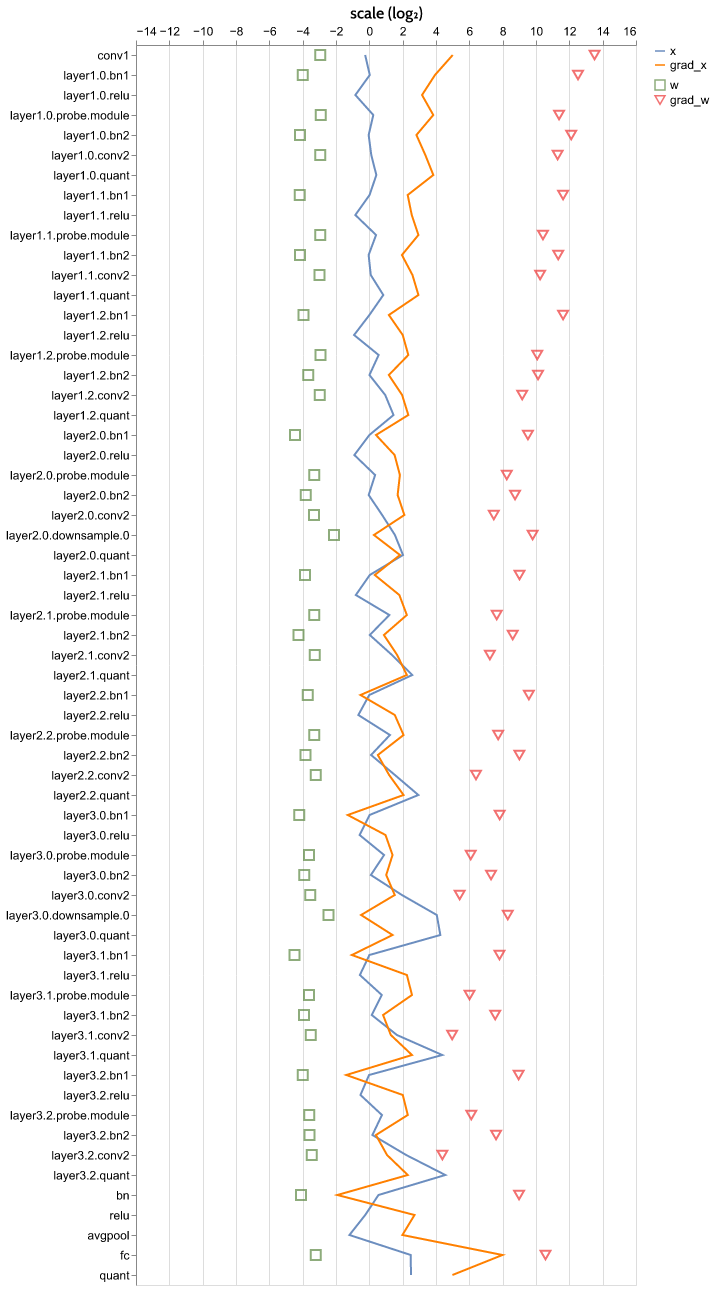 scale (log₂)
−14 −12 −10 −8 −6 −4 −2 0 2 4 6 8 10 12 14 16
x
grad_x
w
grad_w
conv1
layer1.0.bn1
layer1.0.relu
layer1.0.probe.module
layer1.0.bn2
layer1.0.conv2
layer1.0.quant
layer1.1.bn1
layer1.1.relu
layer1.1.probe.module
layer1.1.bn2
layer1.1.conv2
layer1.1.quant
layer1.2.bn1
layer1.2.relu
layer1.2.probe.module
layer1.2.bn2
layer1.2.conv2
layer1.2.quant
layer2.0.bn1
layer2.0.relu
layer2.0.probe.module
layer2.0.bn2
layer2.0.conv2
layer2.0.downsample.0
layer2.0.quant
layer2.1.bn1
layer2.1.relu
layer2.1.probe.module
layer2.1.bn2
layer2.1.conv2
layer2.1.quant
layer2.2.bn1
layer2.2.relu
layer2.2.probe.module
layer2.2.bn2
layer2.2.conv2
layer2.2.quant
layer3.0.bn1
layer3.0.relu
layer3.0.probe.module
layer3.0.bn2
layer3.0.conv2
layer3.0.downsample.0
layer3.0.quant
layer3.1.bn1
layer3.1.relu
layer3.1.probe.module
layer3.1.bn2
layer3.1.conv2
layer3.1.quant
layer3.2.bn1
layer3.2.relu
layer3.2.probe.module
layer3.2.bn2
layer3.2.conv2
layer3.2.quant
bn
relu
avgpool
fc
quant